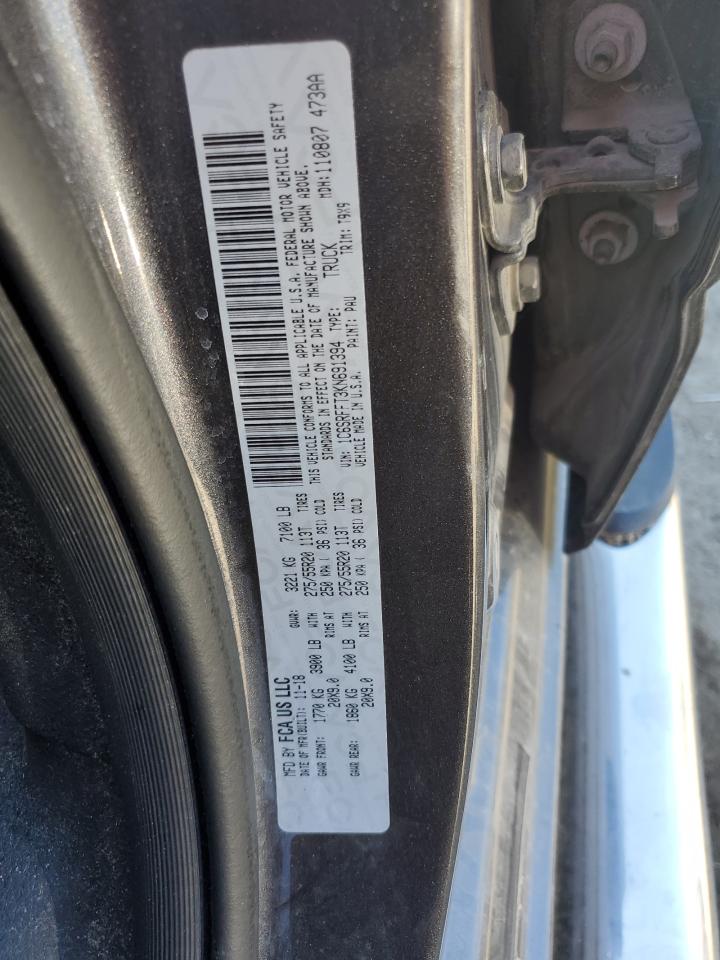 MFD BY FCA US LLC
DATE OF MFR(BUILT): 11-18 GVWR: 3221 KG 7100 LB
GAWR FRONT: 1770 KG 3900 LB WITH 275/55R20 113T TIRES
20X9.0 RIMS AT 250 KPA ( 36 PSI) COLD
GAWR REAR: 1860 KG 4100 LB WITH 275/55R20 113T TIRES
20X9.0 RIMS AT 250 KPA ( 36 PSI) COLD
THIS VEHICLE CONFORMS TO ALL APPLICABLE U.S.A. FEDERAL MOTOR VEHICLE SAFETY
STANDARDS IN EFFECT ON THE DATE OF MANUFACTURE SHOWN ABOVE.
VIN: 1C6SRFFT3KN691394 TYPE: TRUCK MDH: 110807 473AA
VEHICLE MADE IN U.S.A. PAINT: PAU TRIM: T9X9